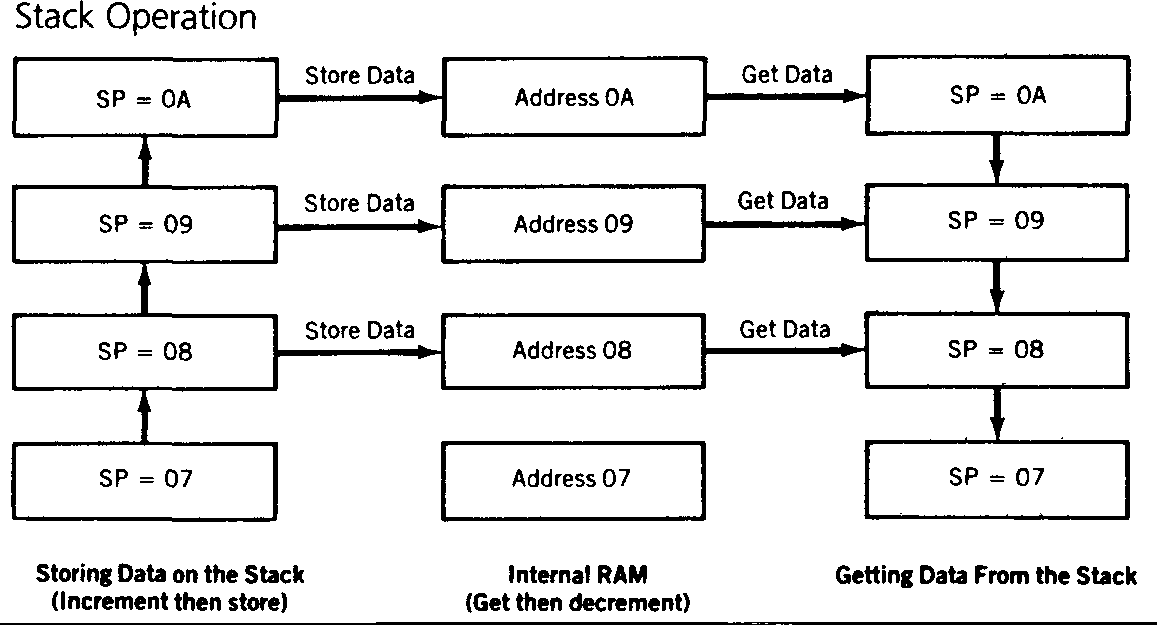 Stack Operation
SP = 0A
Store Data
Address 0A
Get Data
SP = 0A
SP = 09
Store Data
Address 09
Get Data
SP = 09
SP = 08
Store Data
Address 08
Get Data
SP = 08
SP = 07
Address 07
SP = 07
Storing Data on the Stack
(Increment then store)
Internal RAM
(Get then decrement)
Getting Data From the Stack